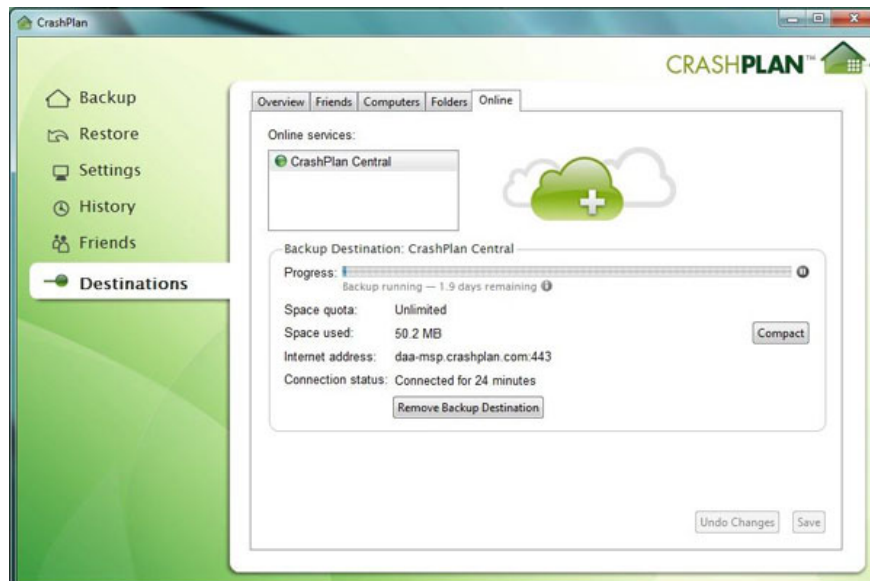 CrashPlan
CRASHPLAN™
Backup
Restore
Settings
History
Friends
Destinations
Overview Friends Computers Folders Online
Online services:
CrashPlan Central
Backup Destination: CrashPlan Central
Progress:
Backup running — 1.9 days remaining
Space quota: Unlimited
Space used: 50.2 MB
Compact
Internet address: daa-msp.crashplan.com:443
Connection status: Connected for 24 minutes
Remove Backup Destination
Undo Changes Save